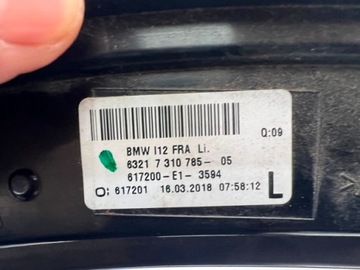 Q:09
BMW I12 FRA Li.
6321 7 310 785- 05
617200-E1- 3594
O: 617201 16.03.2018 07:58:12 L